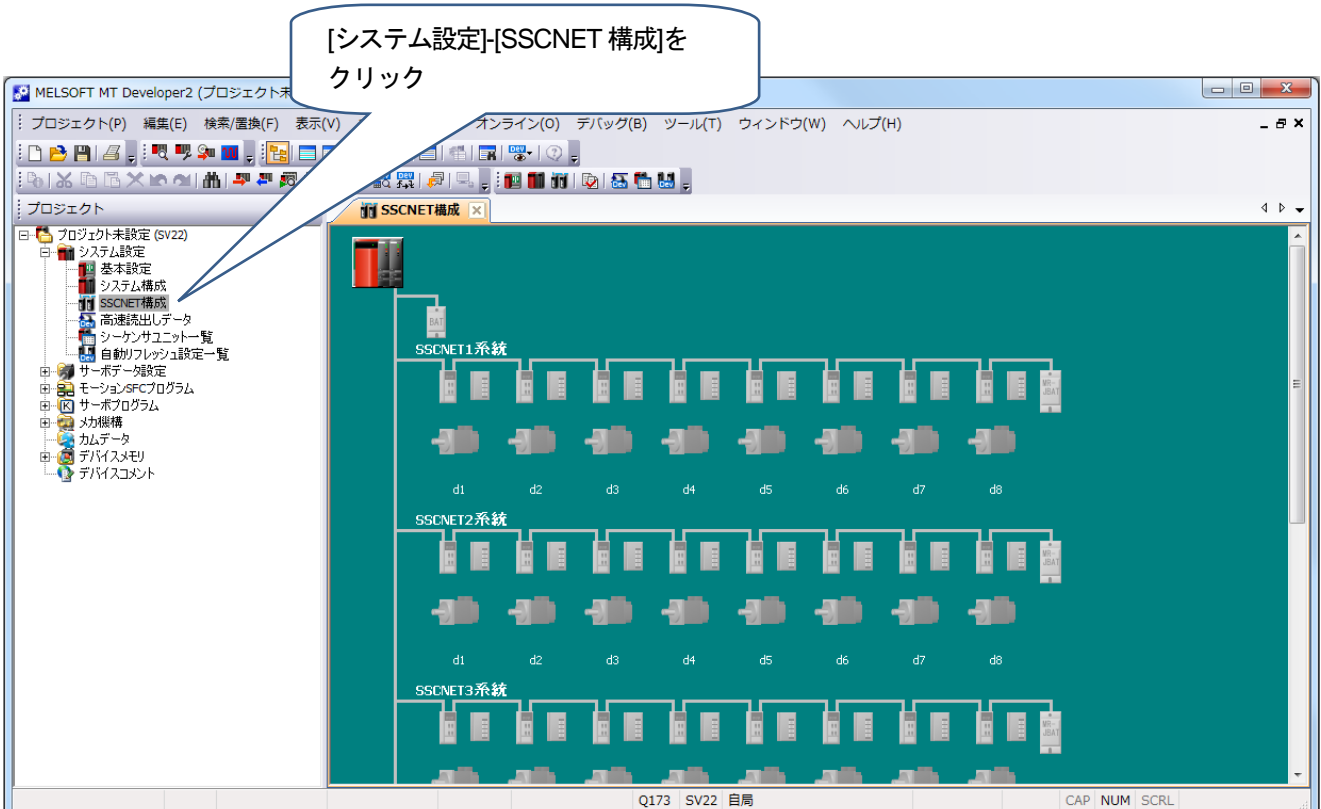 [システム設定]-[SSCNET 構成]を
クリック
MELSOFT MT Developer2 (プロジェクト未
プロジェクト(P) 編集(E) 検索/置換(F) 表示(V) オンライン(O) デバッグ(B) ツール(T) ウィンドウ(W) ヘルプ(H)
プロジェクト
SSCNET構成
プロジェクト未設定 (SV22)
システム設定
基本設定
システム構成
SSCNET構成
高速読出しデータ
シーケンサユニット一覧
自動リフレッシュ設定一覧
サーボデータ設定
モーションSFCプログラム
サーボプログラム
メカ機構
カムデータ
デバイスメモリ
デバイスコメント
BAT
SSCNET1系統
MR-
JBAT
d1 d2 d3 d4 d5 d6 d7 d8
SSCNET2系統
MR-
JBAT
d1 d2 d3 d4 d5 d6 d7 d8
SSCNET3系統
MR-
JBAT
Q173 SV22 自局 CAP NUM SCRL